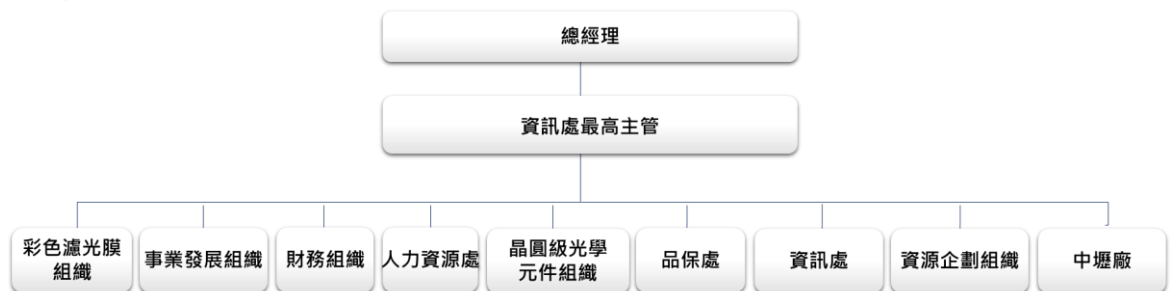 總經理
資訊處最高主管
彩色濾光膜
組織
事業發展組織
財務組織
人力資源處
晶圓級光學
元件組織
品保處
資訊處
資源企劃組織
中壢廠